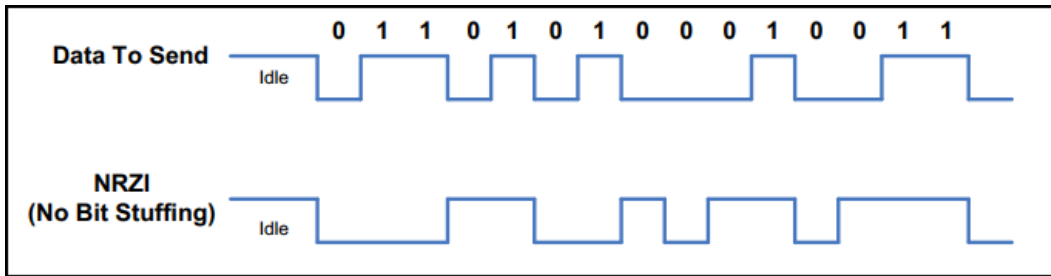 0 1 1 0 1 0 1 0 0 0 1 0 0 1 1
Data To Send
Idle
NRZI
(No Bit Stuffing)
Idle